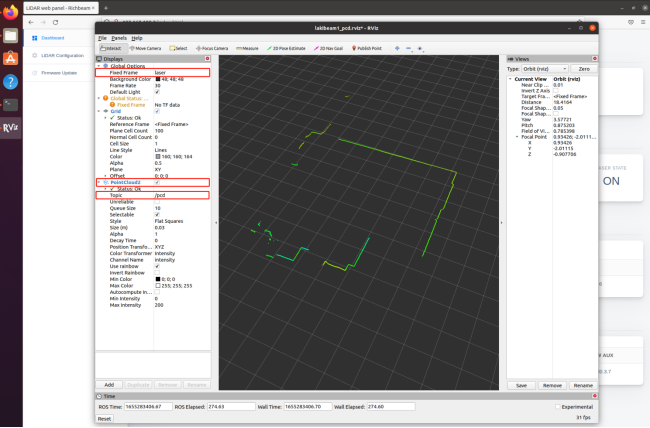 LIDAR web panel - Richbeam ×
Dashboard
LiDAR Configuration
Firmware Update
RViz
lakibeam1_pcd.rviz* - RViz
File Panels Help
Interact Move Camera Select Focus Camera Measure 2D Pose Estimate 2D Nav Goal Publish Point
Displays
Global Options
Fixed Frame laser
Background Color 48; 48; 48
Frame Rate 30
Default Light
Global Status: ...
Fixed Frame No TF data
Grid
Status: Ok
Reference Frame <Fixed Frame>
Plane Cell Count 100
Normal Cell Count 0
Cell Size 1
Line Style Lines
Color 160; 160; 164
Alpha 0.5
Plane XY
Offset 0; 0; 0
PointCloud2
Status: Ok
Topic /pcd
Unreliable
Queue Size 10
Selectable
Style Flat Squares
Size (m) 0.03
Alpha 1
Decay Time 0
Position Transfo... XYZ
Color Transformer Intensity
Channel Name Intensity
Use rainbow
Invert Rainbow
Min Color 0; 0; 0
Max Color 255; 255; 255
Autocompute In...
Min Intensity 0
Max Intensity 200
Add Duplicate Remove Rename
Views
Type: Orbit (rviz) Zero
Current View Orbit (rviz)
Near Clip ... 0.01
Invert Z Axis
Target Fra... <Fixed Frame>
Distance 18.4164
Focal Shap... 0.05
Focal Shap...
Yaw 3.57721
Pitch 0.875203
Field of Vi... 0.785398
Focal Point 0.93426; -2.0111...
X 0.93426
Y -2.01115
Z -0.907706
Save Remove Rename
SER STATE
ON
AUX
0.3.7
Time
ROS Time: 1655283406.67 ROS Elapsed: 274.63 Wall Time: 1655283406.70 Wall Elapsed: 274.60 Experimental
Reset 31 fps